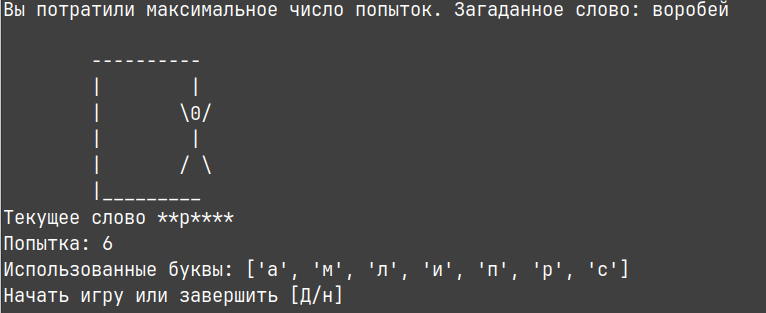 Вы потратили максимальное число попыток. Загаданное слово: воробей
----------
|        |
|       \0/
|        |
|       / \
|_________
Текущее слово **р****
Попытка: 6
Использованные буквы: ['а', 'м', 'л', 'и', 'п', 'р', 'с']
Начать игру или завершить [Д/н]